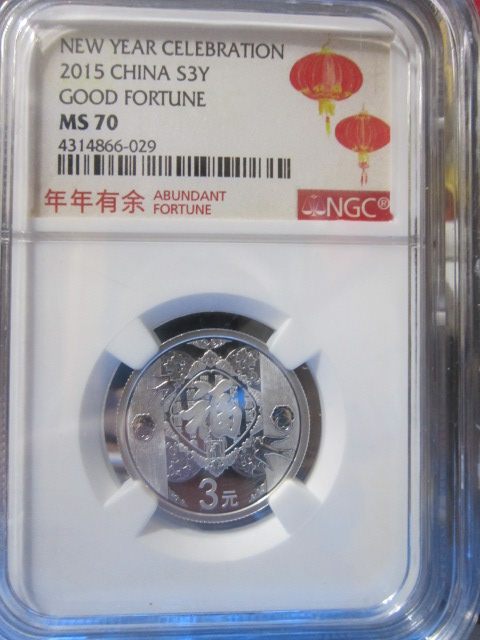 NEW YEAR CELEBRATION
2015 CHINA S3Y
GOOD FORTUNE
MS 70
4314866-029
年年有余 ABUNDANT FORTUNE
NGC®
福
3元